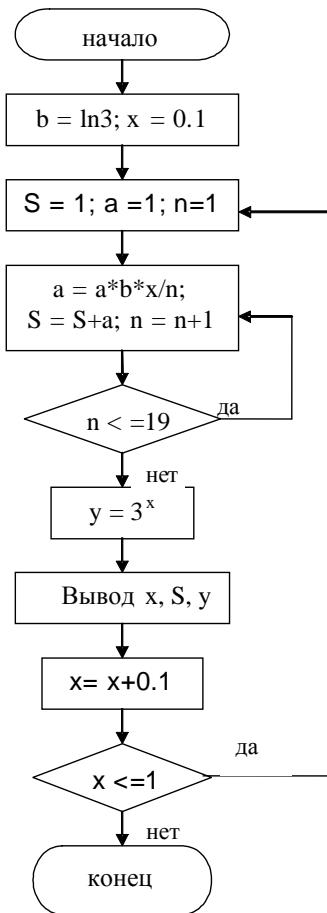 начало
b = ln3; x = 0.1
S = 1; a =1; n=1
a = a*b*x/n;
S = S+a; n = n+1
n < =19
да
нет
y = 3^x
Вывод x, S, y
x= x+0.1
да
x <=1
нет
конец